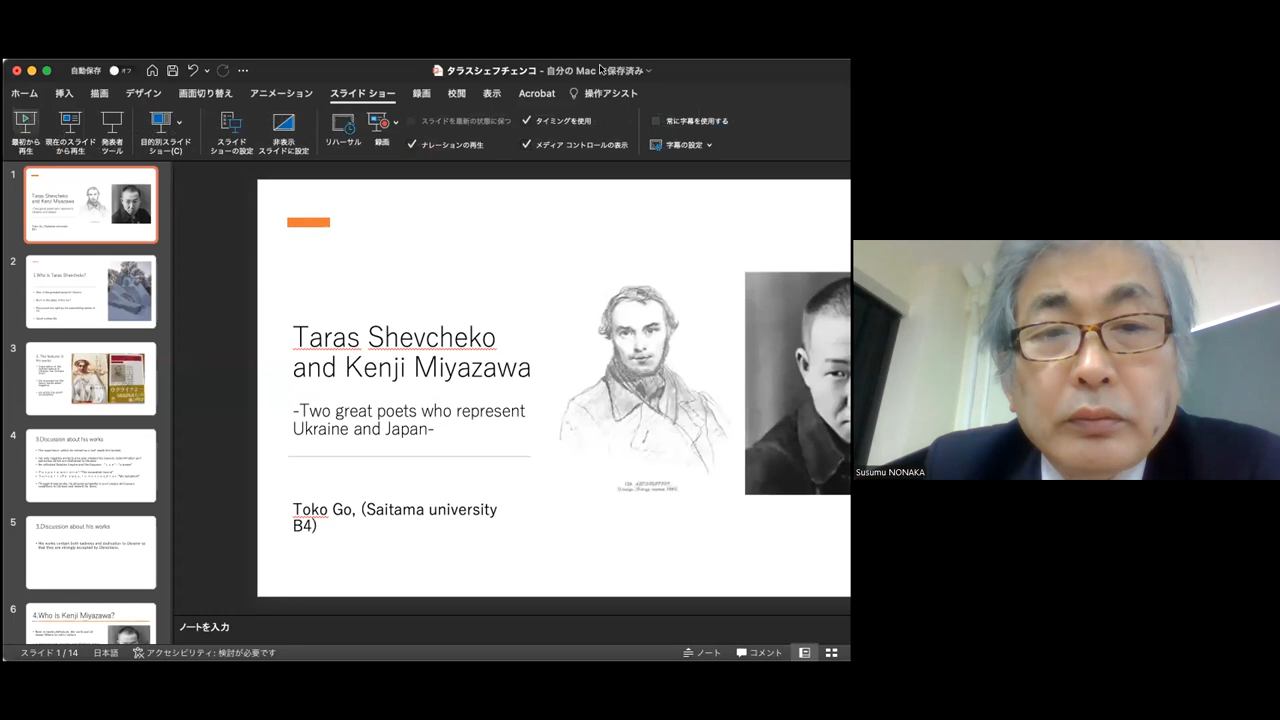 自動保存 オフ
タラスシェフチェンコ - 自分の Mac に保存済み
ホーム 挿入 描画 デザイン 画面切り替え アニメーション スライド ショー 録画 校閲 表示 Acrobat 操作アシスト
最初から
再生
現在のスライド
から再生
発表者
ツール
目的別スライド
ショー(C)
スライド
ショーの設定
非表示
スライドに設定
リハーサル
録画
スライドを最新の状態に保つ
タイミングを使用
ナレーションの再生
メディア コントロールの表示
常に字幕を使用する
字幕の設定
1
Taras Shevcheko
and Kenji Miyazawa
2
1.Who is Taras Shevcheko?
3
4
3.Discussion about his works
5
3.Discussion about his works
6
4.Who is Kenji Miyazawa?
Taras Shevcheko
and Kenji Miyazawa
-Two great poets who represent
Ukraine and Japan-
Toko Go, (Saitama university
B4)
ノートを入力
スライド 1 / 14 日本語 アクセシビリティ: 検討が必要です ノート コメント
Susumu NONAKA